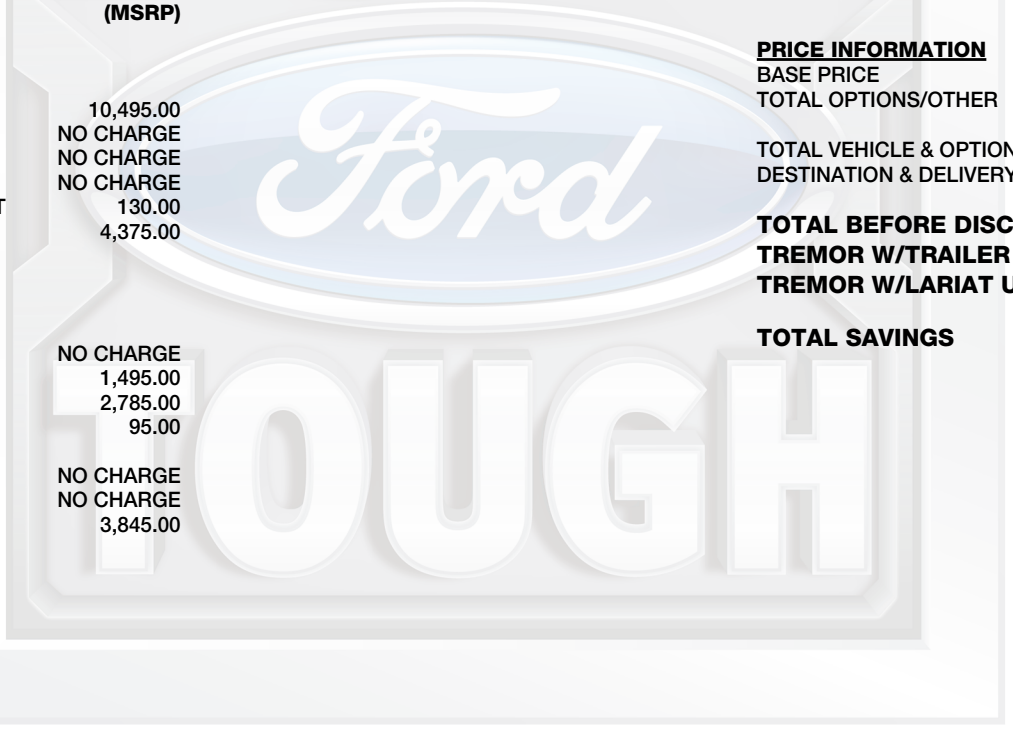 (MSRP)
10,495.00
NO CHARGE
NO CHARGE
NO CHARGE
T 130.00
4,375.00
NO CHARGE
1,495.00
2,785.00
95.00
NO CHARGE
NO CHARGE
3,845.00
PRICE INFORMATION
BASE PRICE
TOTAL OPTIONS/OTHER
TOTAL VEHICLE & OPTION
DESTINATION & DELIVERY
TOTAL BEFORE DISC
TREMOR W/TRAILER
TREMOR W/LARIAT U
TOTAL SAVINGS
Ford
TOUGH